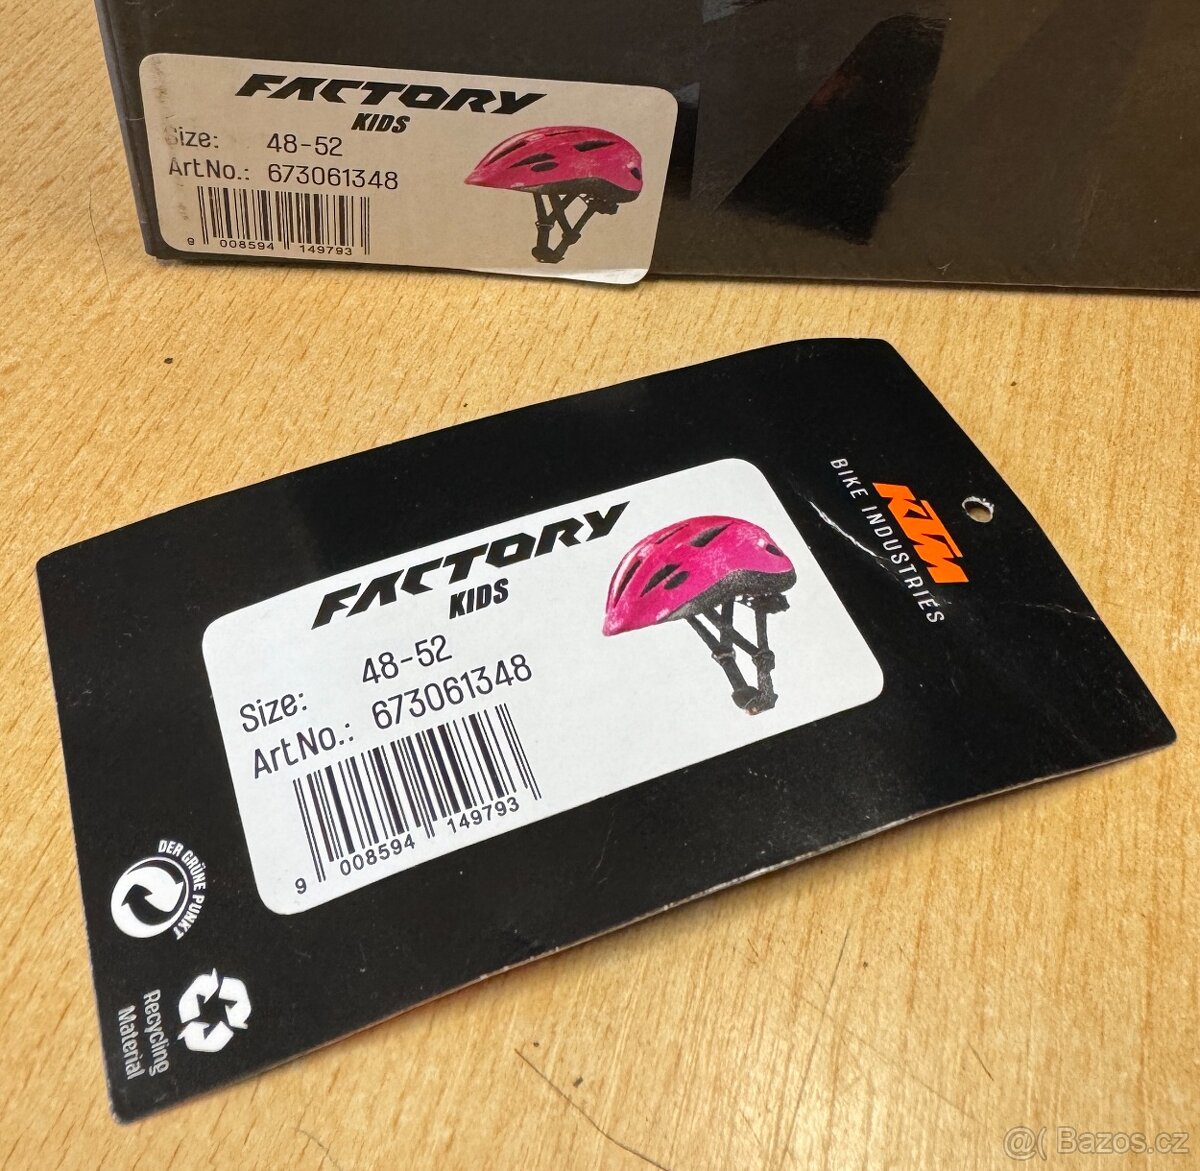 FACTORY
KIDS
Size: 48-52
Art.No.: 673061348
9 008594 149793
FACTORY
KIDS
Size: 48-52
Art.No.: 673061348
9 008594 149793
KTM
BIKE INDUSTRIES
DER GRÜNE PUNKT
Recycling
Material
@( Bazos.cz